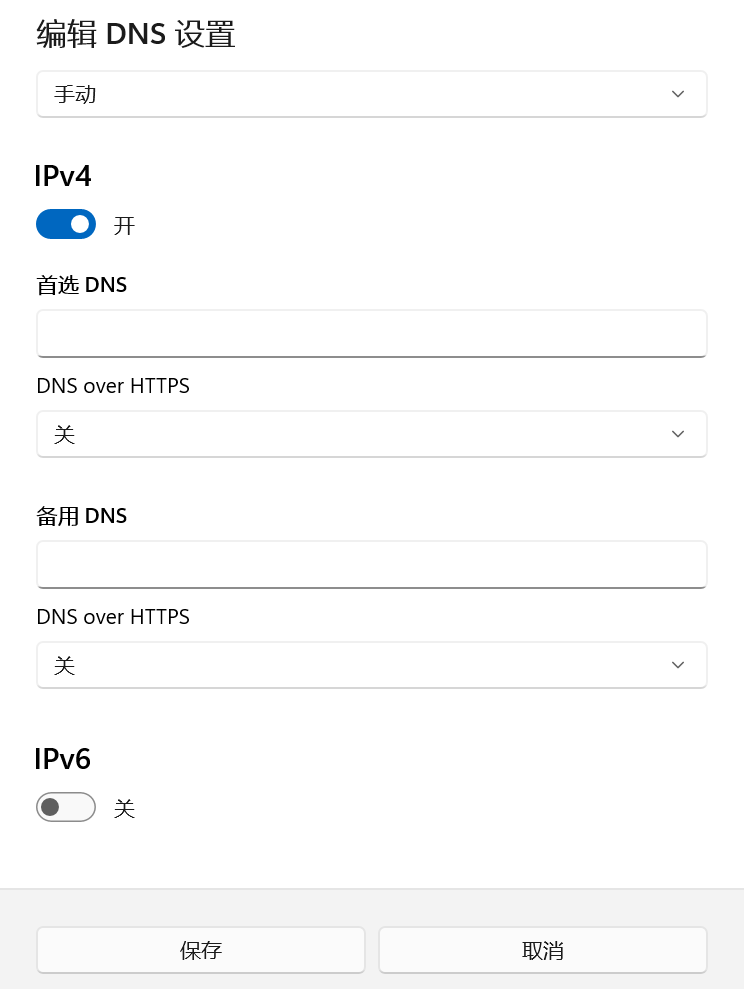 编辑 DNS 设置
手动
IPv4
开
首选 DNS
DNS over HTTPS
关
备用 DNS
DNS over HTTPS
关
IPv6
关
保存
取消